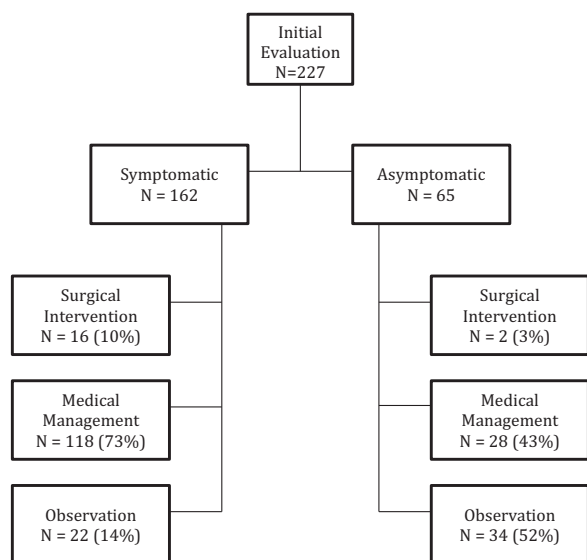 Initial
Evaluation
N=227
Symptomatic
N = 162
Asymptomatic
N = 65
Surgical
Intervention
N = 16 (10%)
Surgical
Intervention
N = 2 (3%)
Medical
Management
N = 118 (73%)
Medical
Management
N = 28 (43%)
Observation
N = 22 (14%)
Observation
N = 34 (52%)